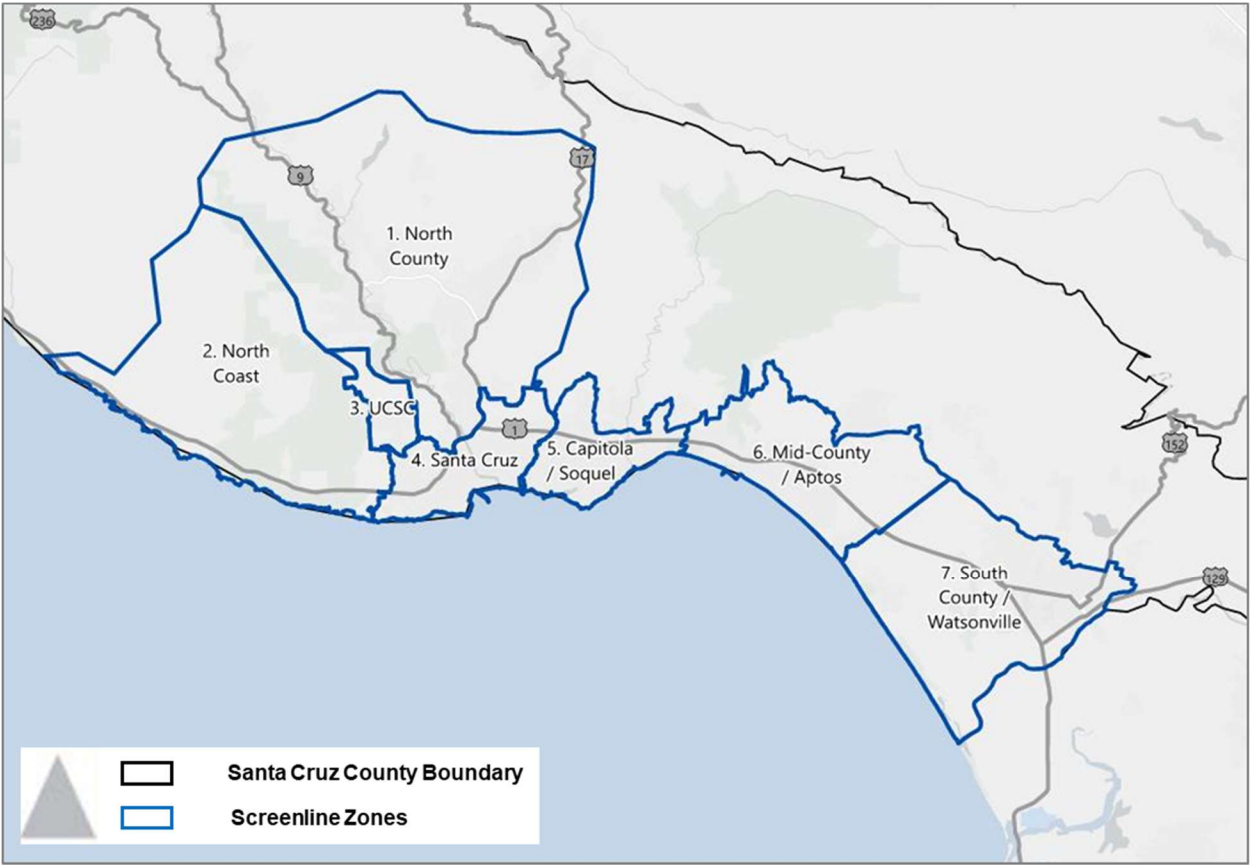 236
17
9
1. North
County
2. North
Coast
3. UCSC
1
4. Santa Cruz
5. Capitola
/ Soquel
6. Mid-County
/ Aptos
152
7. South
County /
Watsonville
129
Santa Cruz County Boundary
Screenline Zones